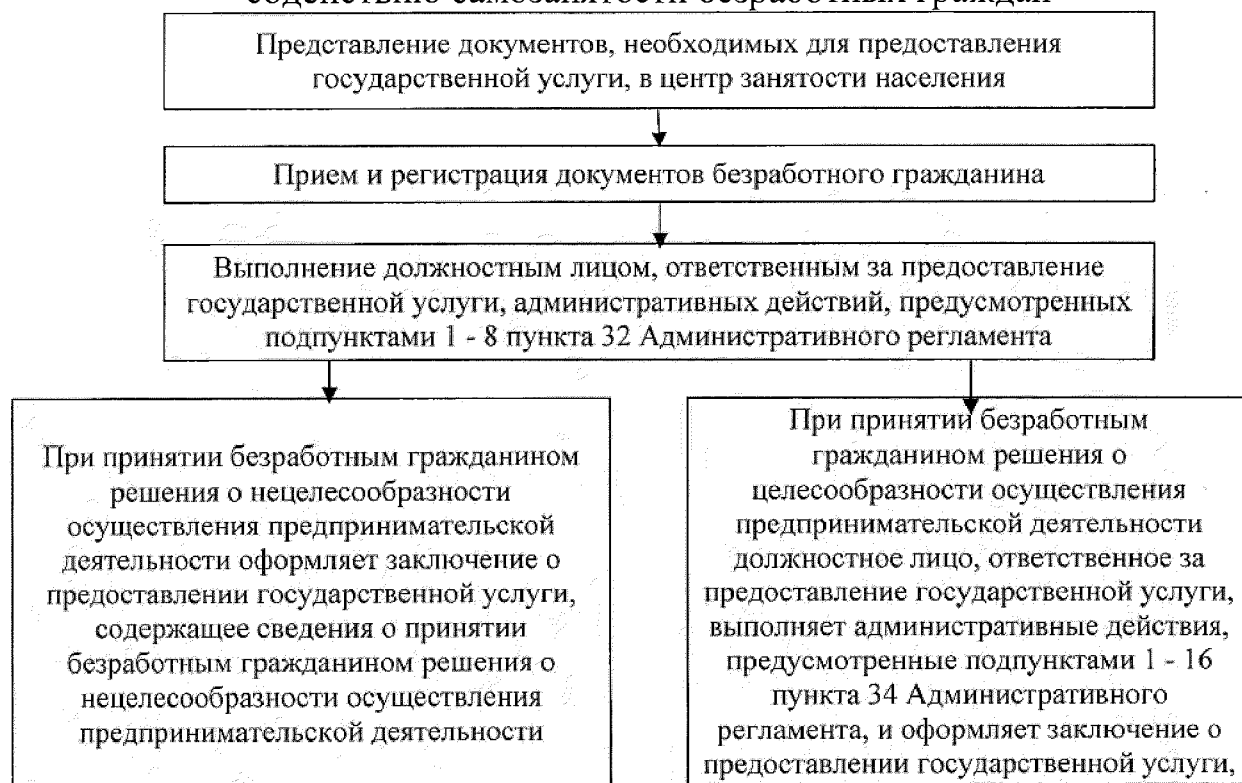 содействию самозанятости безработных граждан
Представление документов, необходимых для предоставления
государственной услуги, в центр занятости населения
Прием и регистрация документов безработного гражданина
Выполнение должностным лицом, ответственным за предоставление
государственной услуги, административных действий, предусмотренных
подпунктами 1 - 8 пункта 32 Административного регламента
При принятии безработным гражданином
решения о нецелесообразности
осуществления предпринимательской
деятельности оформляет заключение о
предоставлении государственной услуги,
содержащее сведения о принятии
безработным гражданином решения о
нецелесообразности осуществления
предпринимательской деятельности
При принятии безработным
гражданином решения о
целесообразности осуществления
предпринимательской деятельности
должностное лицо, ответственное за
предоставление государственной услуги,
выполняет административные действия,
предусмотренные подпунктами 1 - 16
пункта 34 Административного
регламента, и оформляет заключение о
предоставлении государственной услуги,